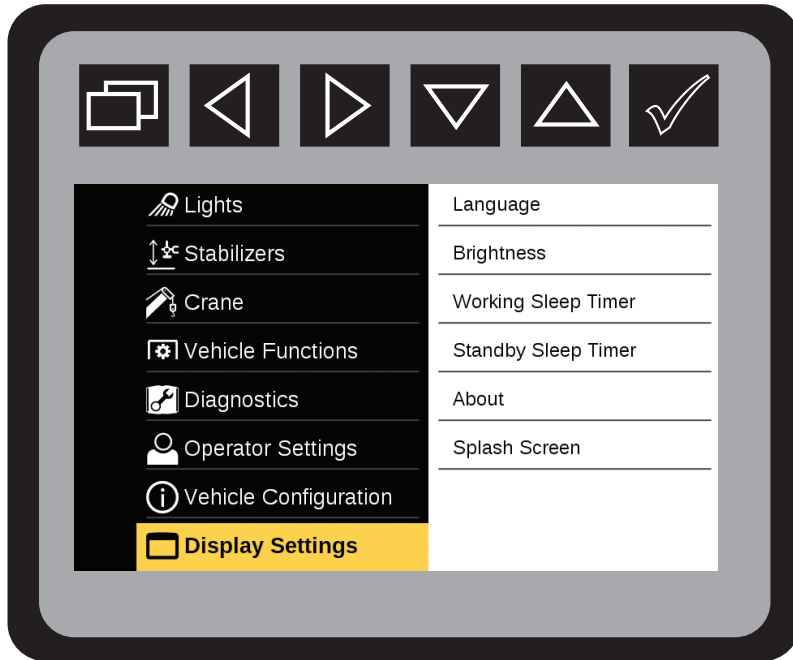 Lights
Stabilizers
Crane
Vehicle Functions
Diagnostics
Operator Settings
Vehicle Configuration
Display Settings
Language
Brightness
Working Sleep Timer
Standby Sleep Timer
About
Splash Screen